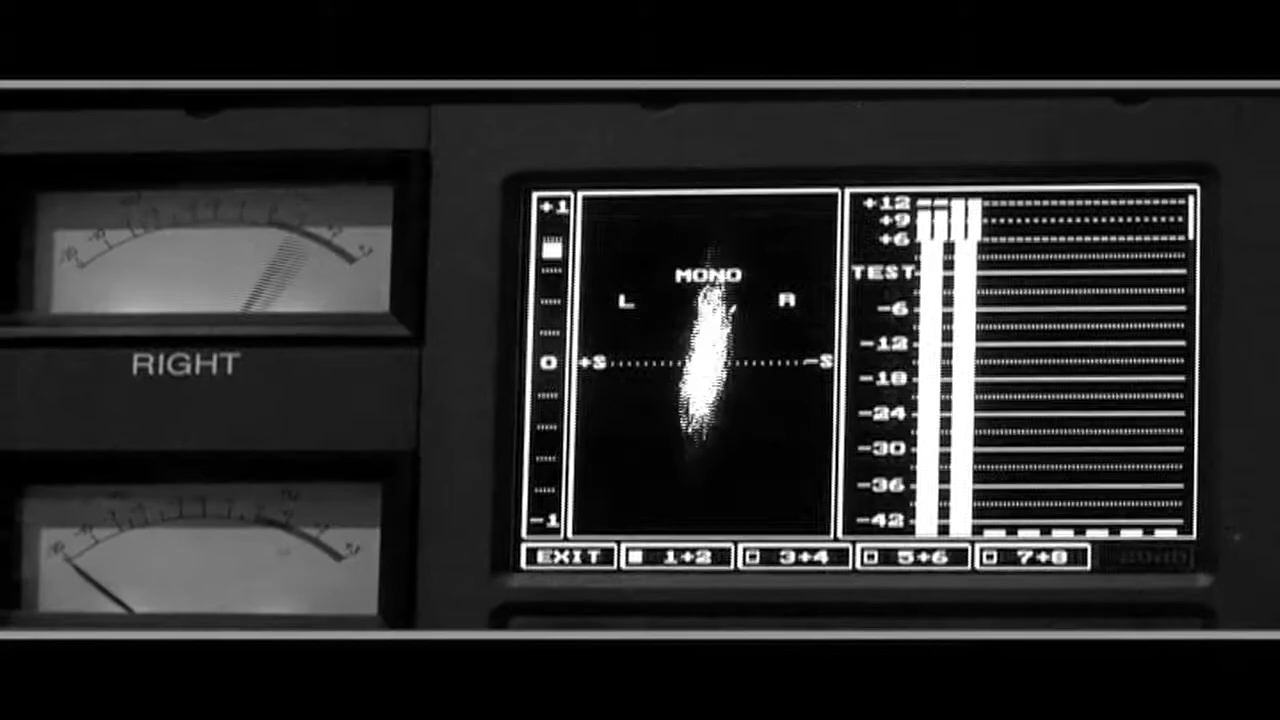 RIGHT
+1
0
-1
MONO
L R
+S -S
+12
+9
+6
TEST
-6
-12
-18
-24
-30
-36
-42
EXIT 1+2 3+4 5+6 7+8